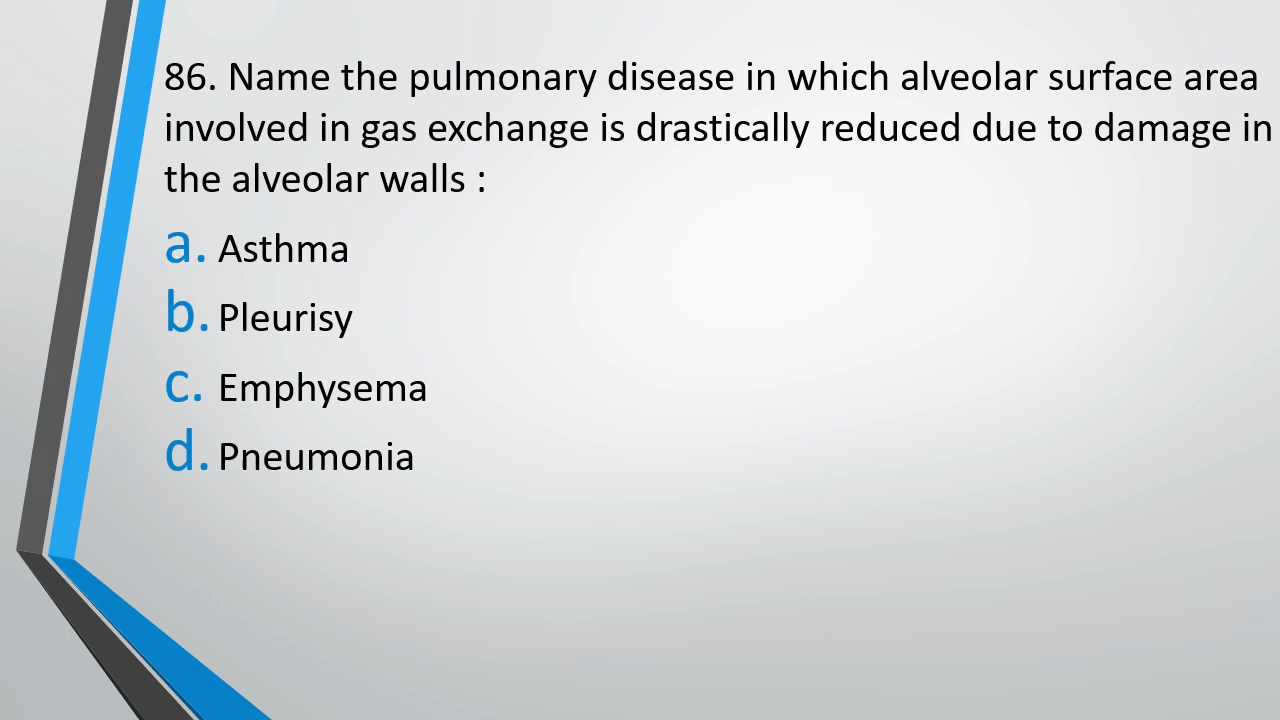 86. Name the pulmonary disease in which alveolar surface area
involved in gas exchange is drastically reduced due to damage in
the alveolar walls :
a. Asthma
b. Pleurisy
c. Emphysema
d. Pneumonia